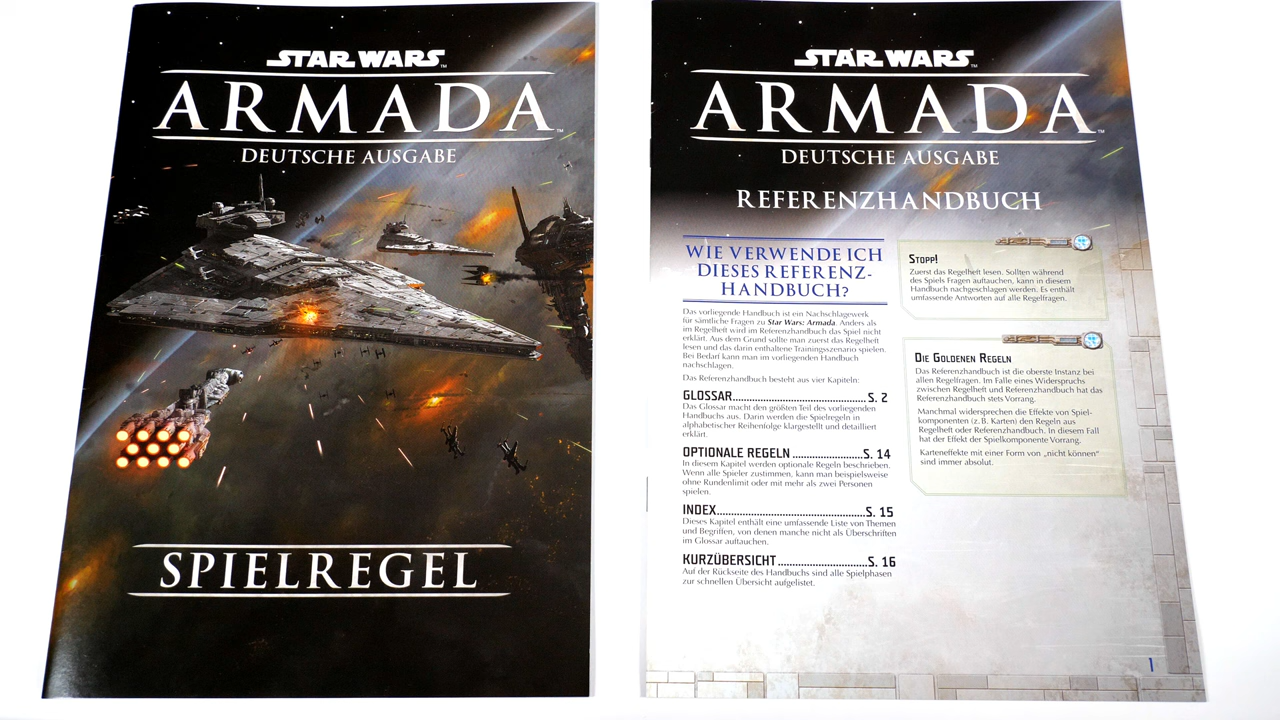 STAR WARS™
ARMADA™
DEUTSCHE AUSGABE
SPIELREGEL
STAR WARS™
ARMADA™
DEUTSCHE AUSGABE
REFERENZHANDBUCH
WIE VERWENDE ICH
DIESES REFERENZ-
HANDBUCH?
Das vorliegende Handbuch ist ein Nachschlagewerk
für sämtliche Fragen zu Star Wars: Armada. Anders als
im Regelheft wird im Referenzhandbuch das Spiel nicht
erklärt. Aus dem Grund sollte man zuerst das Regelheft
lesen und das darin enthaltene Trainingsszenario spielen.
Bei Bedarf kann man im vorliegenden Handbuch
nachschlagen.
Das Referenzhandbuch besteht aus vier Kapiteln:
GLOSSAR............................ S. 2
Das Glossar macht den größten Teil des vorliegenden
Handbuchs aus. Darin werden die Spielregeln in
alphabetischer Reihenfolge klargestellt und detailliert
erklärt.
OPTIONALE REGELN ...............S. 14
In diesem Kapitel werden optionale Regeln beschrieben.
Wenn alle Spieler zustimmen, kann man beispielsweise
ohne Rundenlimit oder mit mehr als zwei Personen
spielen.
INDEX................................S. 15
Dieses Kapitel enthält eine umfassende Liste von Themen
und Begriffen, von denen manche nicht als Überschriften
im Glossar auftauchen.
KURZÜBERSICHT...................S. 16
Auf der Rückseite des Handbuchs sind alle Spielphasen
zur schnellen Übersicht aufgelistet.
STOPP!
Zuerst das Regelheft lesen. Sollten während
des Spiels Fragen auftauchen, kann in diesem
Handbuch nachgeschlagen werden. Es enthält
umfassende Antworten auf alle Regelfragen.
DIE GOLDENEN REGELN
Das Referenzhandbuch ist die oberste Instanz bei
allen Regelfragen. Im Falle eines Widerspruchs
zwischen Regelheft und Referenzhandbuch hat das
Referenzhandbuch stets Vorrang.
Manchmal widersprechen die Effekte von Spiel-
komponenten (z. B. Karten) den Regeln aus
Regelheft oder Referenzhandbuch. In diesem Fall
hat der Effekt der Spielkomponente Vorrang.
Karteneffekte mit einer Form von „nicht können“
sind immer absolut.
1